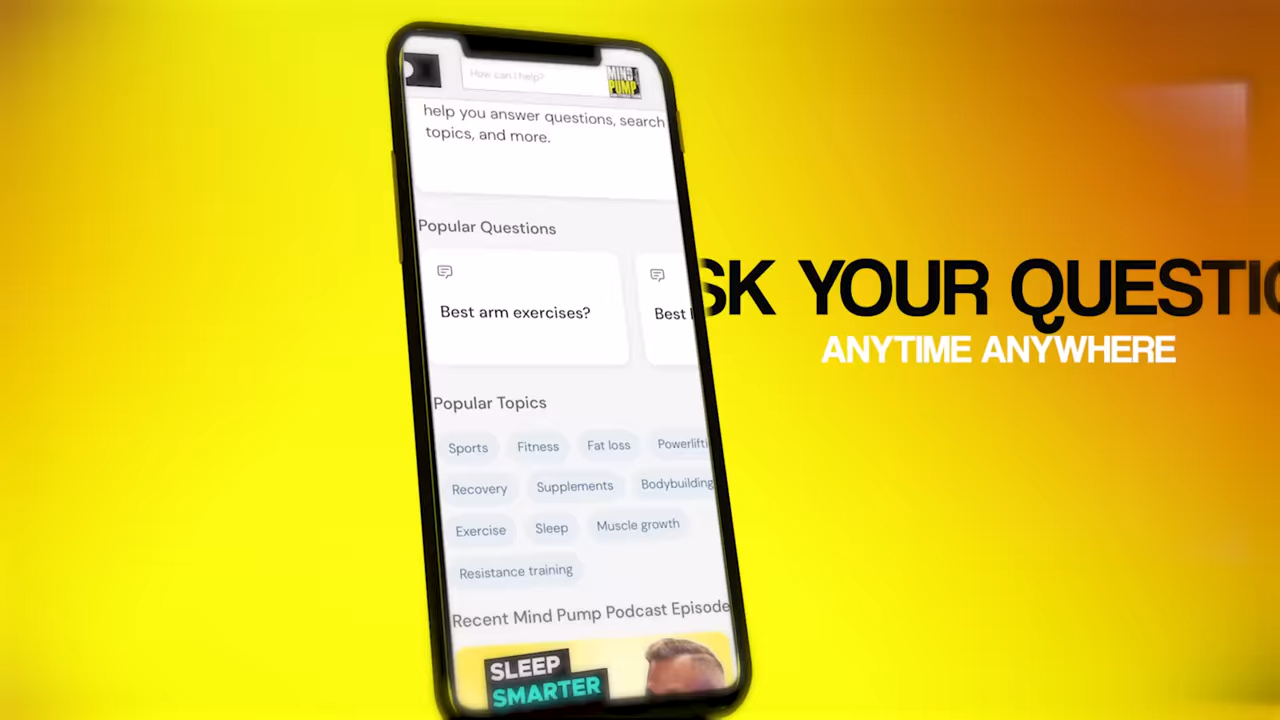 How can I help?
MIND
PUMP
help you answer questions, search
topics, and more.
Popular Questions
Best arm exercises?
Best
Popular Topics
Sports
Fitness
Fat loss
Powerlifti
Recovery
Supplements
Bodybuilding
Exercise
Sleep
Muscle growth
Resistance training
Recent Mind Pump Podcast Episode
SLEEP
SMARTER
SK YOUR QUESTIO
ANYTIME ANYWHERE